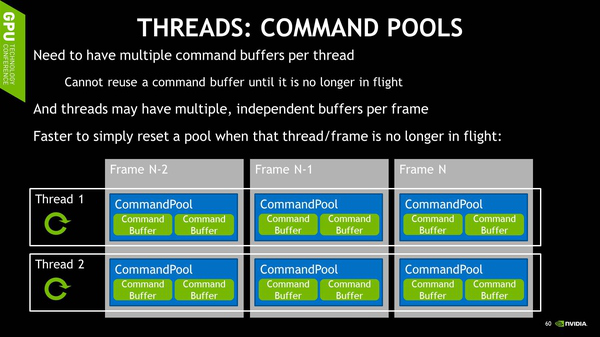 GPU TECHNOLOGY CONFERENCE
THREADS: COMMAND POOLS
Need to have multiple command buffers per thread
Cannot reuse a command buffer until it is no longer in flight
And threads may have multiple, independent buffers per frame
Faster to simply reset a pool when that thread/frame is no longer in flight:
Frame N-2
Frame N-1
Frame N
Thread 1
CommandPool
Command Buffer
Command Buffer
CommandPool
Command Buffer
Command Buffer
CommandPool
Command Buffer
Command Buffer
Thread 2
CommandPool
Command Buffer
Command Buffer
CommandPool
Command Buffer
Command Buffer
CommandPool
Command Buffer
Command Buffer
60
NVIDIA